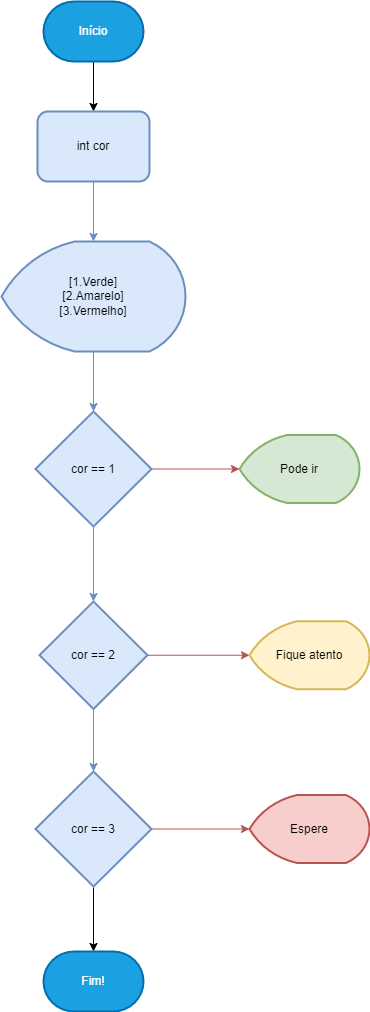 Início
int cor
[1.Verde]
[2.Amarelo]
[3.Vermelho]
cor == 1
Pode ir
cor == 2
Fique atento
cor == 3
Espere
Fim!